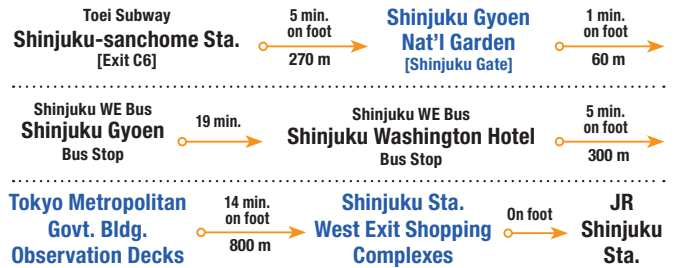 Toei Subway
Shinjuku-sanchome Sta.
[Exit C6]
5 min.
on foot
270 m
Shinjuku Gyoen
Nat'l Garden
[Shinjuku Gate]
1 min.
on foot
60 m
Shinjuku WE Bus
Shinjuku Gyoen
Bus Stop
19 min.
Shinjuku WE Bus
Shinjuku Washington Hotel
Bus Stop
5 min.
on foot
300 m
Tokyo Metropolitan
Govt. Bldg.
Observation Decks
14 min.
on foot
800 m
Shinjuku Sta.
West Exit Shopping
Complexes
On foot
JR
Shinjuku
Sta.